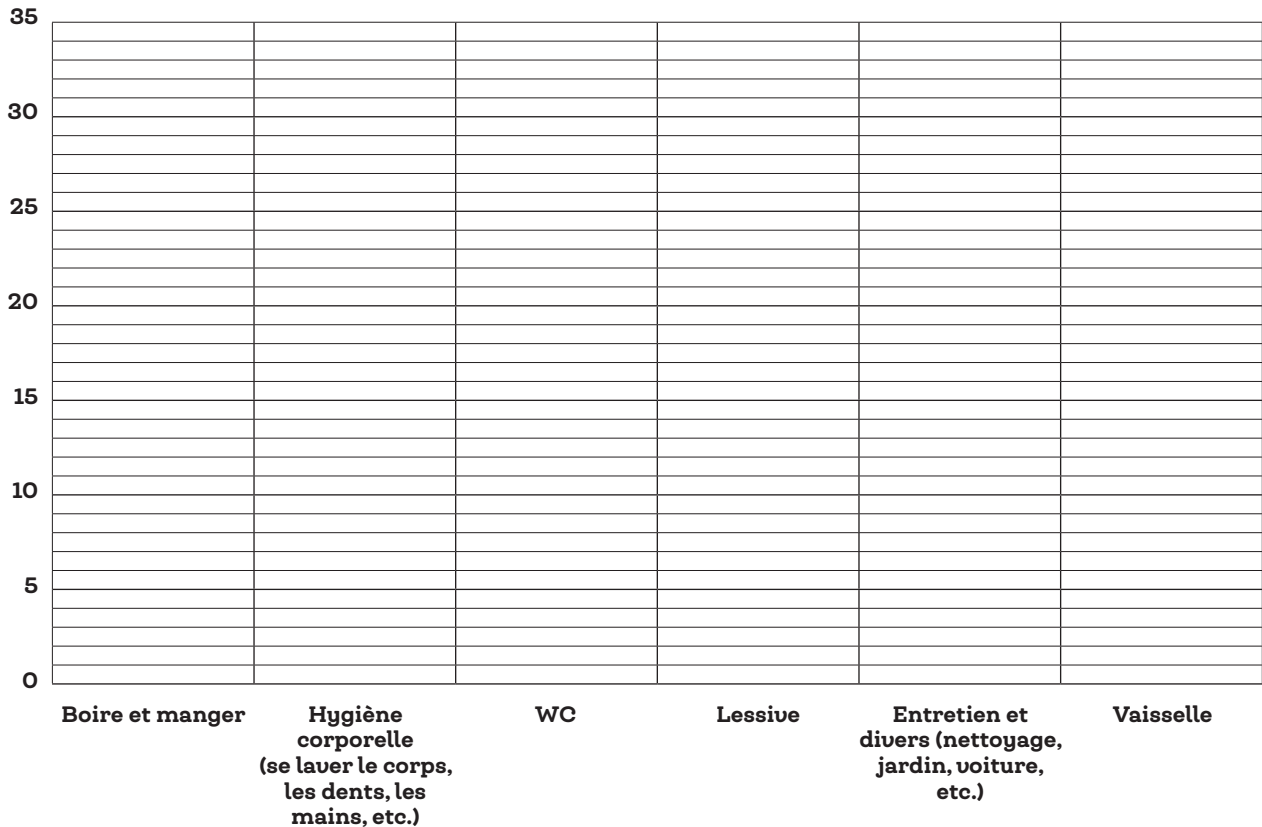 35
30
25
20
15
10
5
0
Boire et manger
Hygiène
corporelle
(se laver le corps,
les dents, les
mains, etc.)
WC
Lessive
Entretien et
divers (nettoyage,
jardin, voiture,
etc.)
Vaisselle